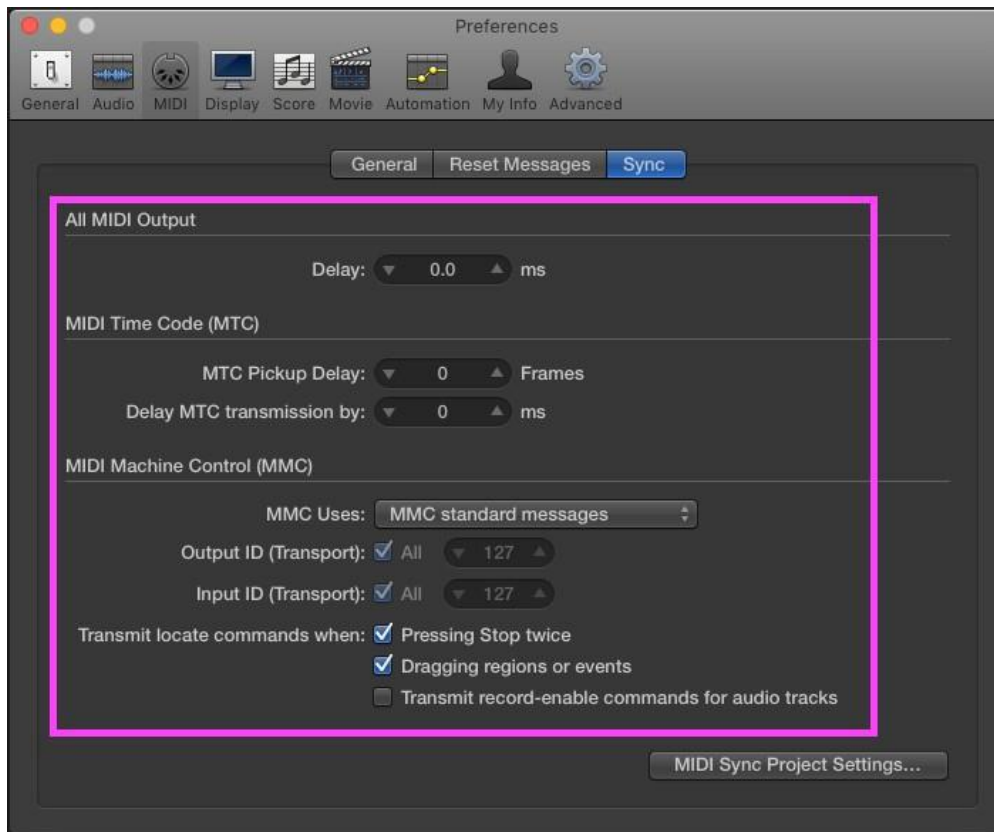 Preferences
General Audio MIDI Display Score Movie Automation My Info Advanced
General Reset Messages Sync
All MIDI Output
Delay: 0.0 ms
MIDI Time Code (MTC)
MTC Pickup Delay: 0 Frames
Delay MTC transmission by: 0 ms
MIDI Machine Control (MMC)
MMC Uses: MMC standard messages
Output ID (Transport): All 127
Input ID (Transport): All 127
Transmit locate commands when: Pressing Stop twice
Dragging regions or events
Transmit record-enable commands for audio tracks
MIDI Sync Project Settings...